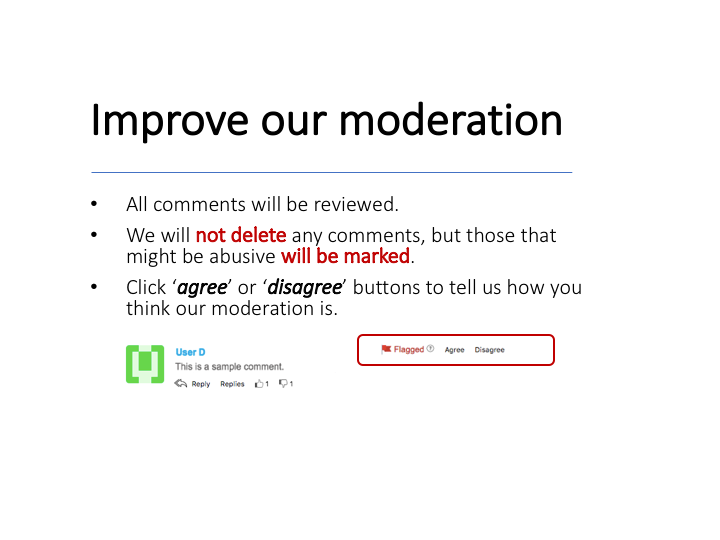 Improve our moderation
• All comments will be reviewed.
• We will not delete any comments, but those that
might be abusive will be marked.
• Click ‘agree’ or ‘disagree’ buttons to tell us how you
think our moderation is.
User D
This is a sample comment.
Reply Replies 1 1
Flagged ? Agree Disagree